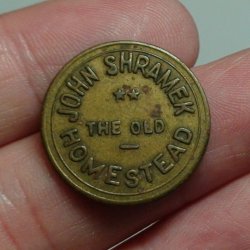 JOHN SHRAMEK
THE OLD
HOMESTEAD